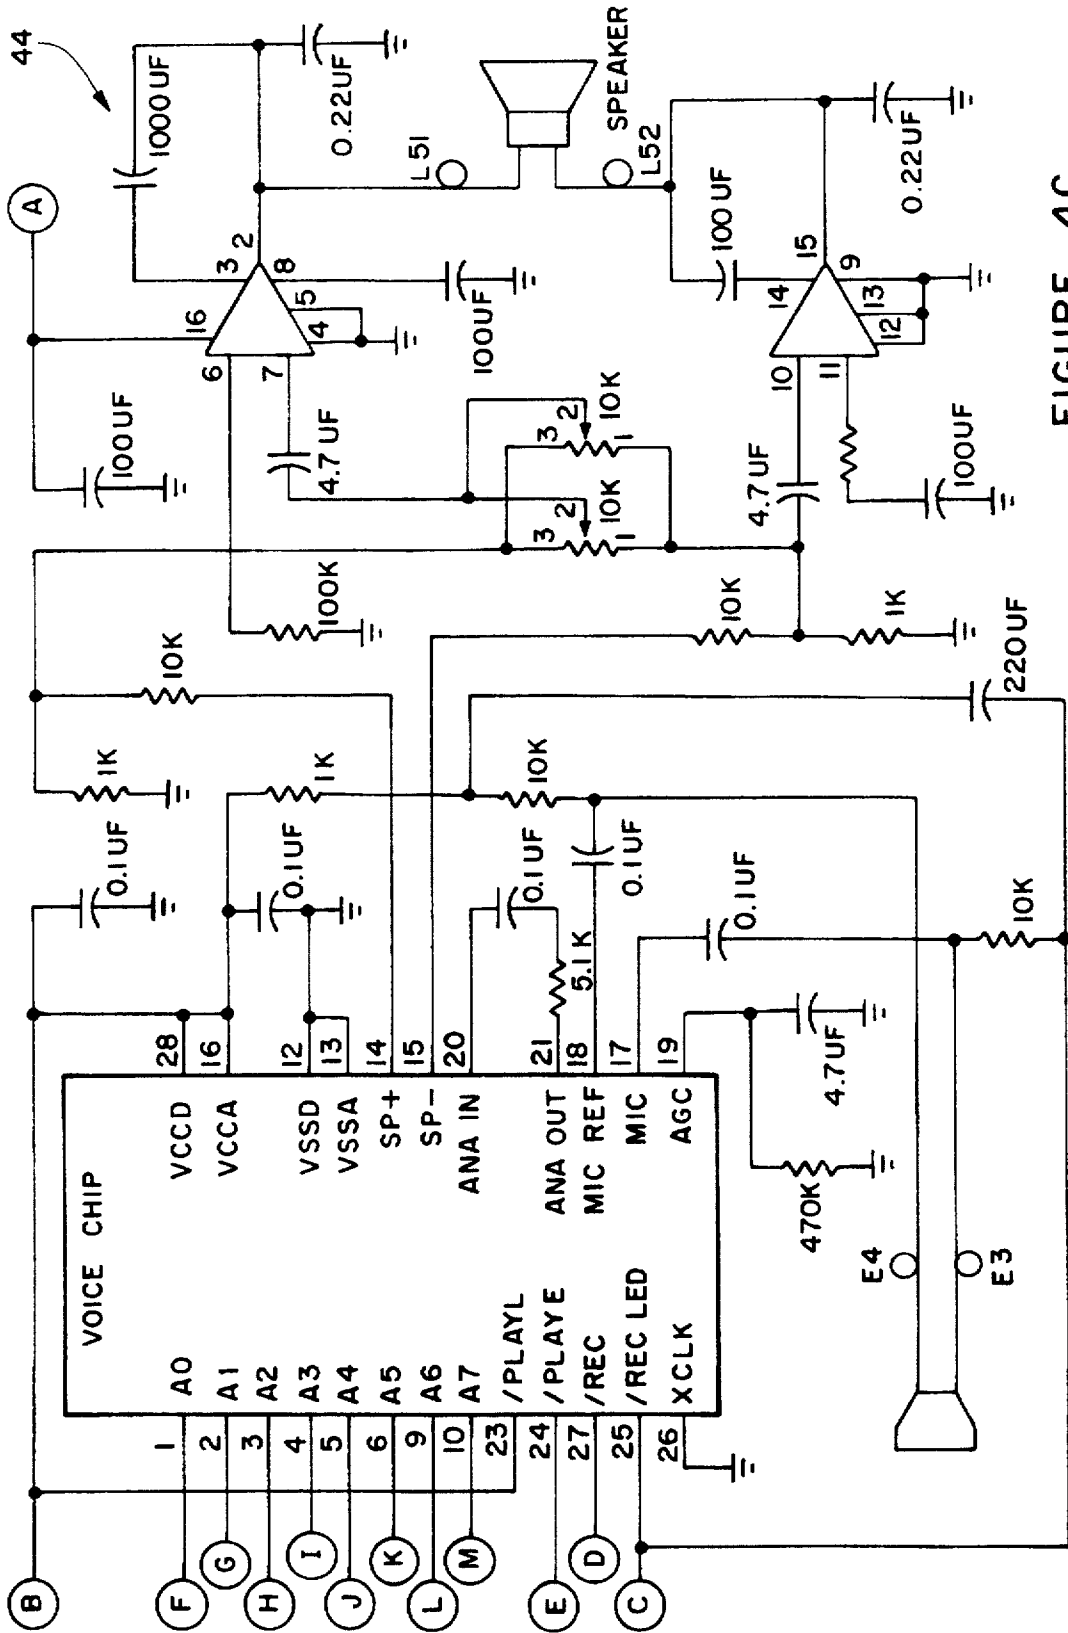 44
A
1000UF
0.22UF
100UF
16
3
2
8
5
4
6
7
100UF
4.7UF
L51
SPEAKER
L52
100UF
14
15
9
13
12
10
11
0.22UF
3
2
10K
1
3
2
10K
1
4.7UF
100UF
100K
10K
10K
1K
220UF
1K
1K
0.1UF
0.1UF
10K
0.1UF
5.1K
0.1UF
0.1UF
10K
4.7UF
470K
E4
E3
VOICE CHIP
28 VCCD
16 VCCA
12 VSSD
13 VSSA
14 SP+
15 SP-
20 ANA IN
21 ANA OUT
18 MIC REF
17 MIC
19 AGC
B
F 1 A0
G 2 A1
H 3 A2
I 4 A3
J 5 A4
K 6 A5
L 9 A6
M 10 A7
23 /PLAYL
E 24 /PLAYE
D 27 /REC
C 25 /REC LED
26 XCLK